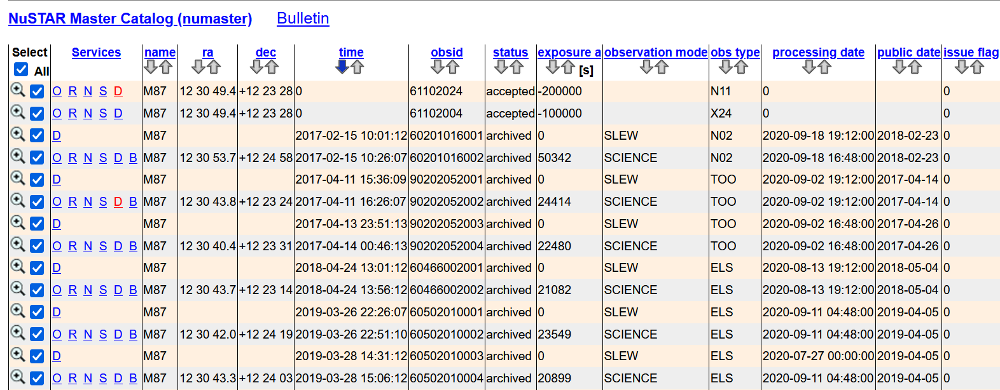 NuSTAR Master Catalog (numaster) Bulletin
Select Services name ra dec time obsid status exposure a observation mode obs type processing date public date issue flag
All [s]
O R N S D M87 12 30 49.4 +12 23 28 0 61102024 accepted -200000 N11 0 0
O R N S D M87 12 30 49.4 +12 23 28 0 61102004 accepted -100000 X24 0 0
D M87 2017-02-15 10:01:12 60201016001 archived 0 SLEW N02 2020-09-18 19:12:00 2018-02-23 0
O R N S D B M87 12 30 53.7 +12 24 58 2017-02-15 10:26:07 60201016002 archived 50342 SCIENCE N02 2020-09-18 16:48:00 2018-02-23 0
D M87 2017-04-11 15:36:09 90202052001 archived 0 SLEW TOO 2020-09-02 19:12:00 2017-04-14 0
O R N S D B M87 12 30 43.8 +12 23 24 2017-04-11 16:26:07 90202052002 archived 24414 SCIENCE TOO 2020-09-02 19:12:00 2017-04-14 0
D M87 2017-04-13 23:51:13 90202052003 archived 0 SLEW TOO 2020-09-02 16:48:00 2017-04-26 0
O R N S D B M87 12 30 40.4 +12 23 31 2017-04-14 00:46:13 90202052004 archived 22480 SCIENCE TOO 2020-09-02 16:48:00 2017-04-26 0
D M87 2018-04-24 13:01:12 60466002001 archived 0 SLEW ELS 2020-08-13 19:12:00 2018-05-04 0
O R N S D B M87 12 30 43.7 +12 23 14 2018-04-24 13:56:12 60466002002 archived 21082 SCIENCE ELS 2020-08-13 19:12:00 2018-05-04 0
D M87 2019-03-26 22:26:07 60502010001 archived 0 SLEW ELS 2020-09-11 04:48:00 2019-04-05 0
O R N S D B M87 12 30 42.0 +12 24 19 2019-03-26 22:51:10 60502010002 archived 23549 SCIENCE ELS 2020-09-11 04:48:00 2019-04-05 0
D M87 2019-03-28 14:31:12 60502010003 archived 0 SLEW ELS 2020-07-27 00:00:00 2019-04-05 0
O R N S D B M87 12 30 43.3 +12 24 03 2019-03-28 15:06:12 60502010004 archived 20899 SCIENCE ELS 2020-09-11 04:48:00 2019-04-05 0